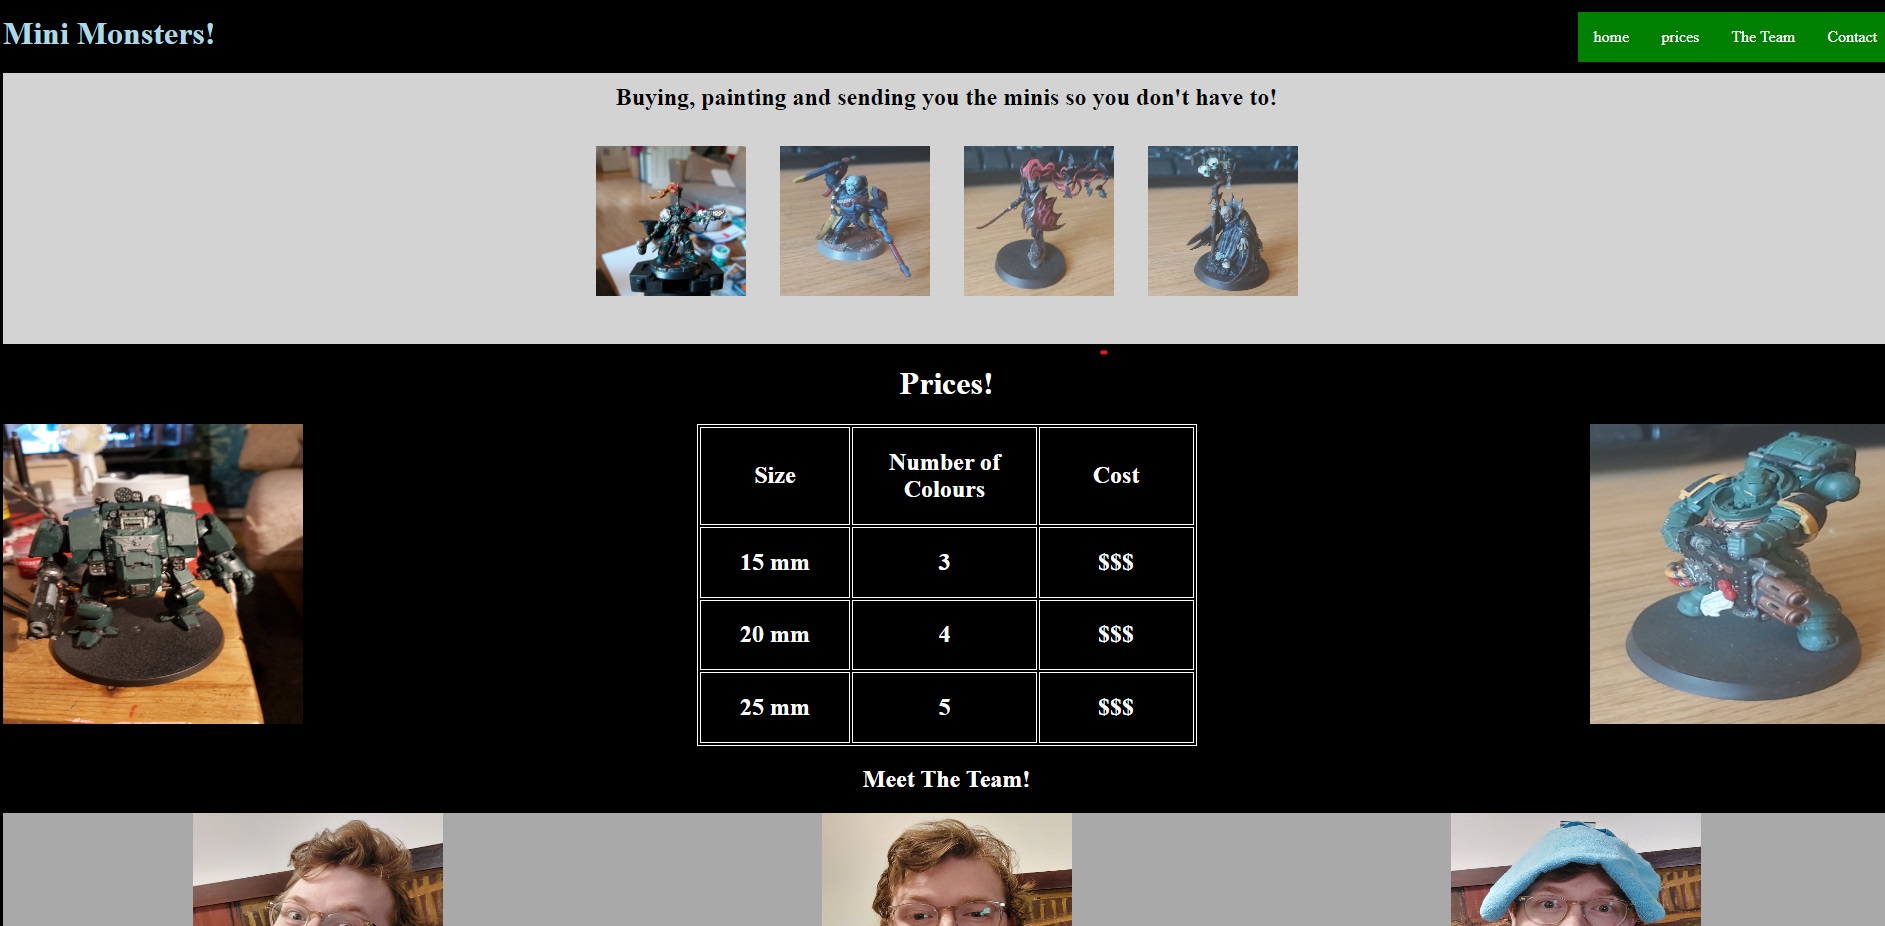 Mini Monsters!
home prices The Team Contact
Buying, painting and sending you the minis so you don't have to!
Prices!
Size Number of Colours Cost
15 mm 3 $$$
20 mm 4 $$$
25 mm 5 $$$
Meet The Team!